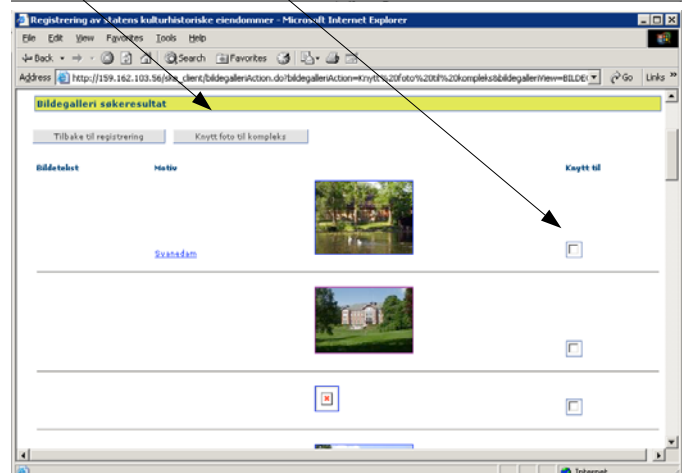 Registrering av statens kulturhistoriske eiendommer - Microsoft Internet Explorer
File Edit View Favorites Tools Help
Back Search Favorites
Address http://159.162.103.56/ske_client/bildegalleriAction.do?bildegalleriAction=Knytt%20foto%20til%20kompleks&bildegalleriView=BILDE Go Links »
Bildegalleri søkeresultat
Tilbake til registrering Knytt foto til kompleks
Bildetekst Motiv Knytt til
Svanedam
Internet